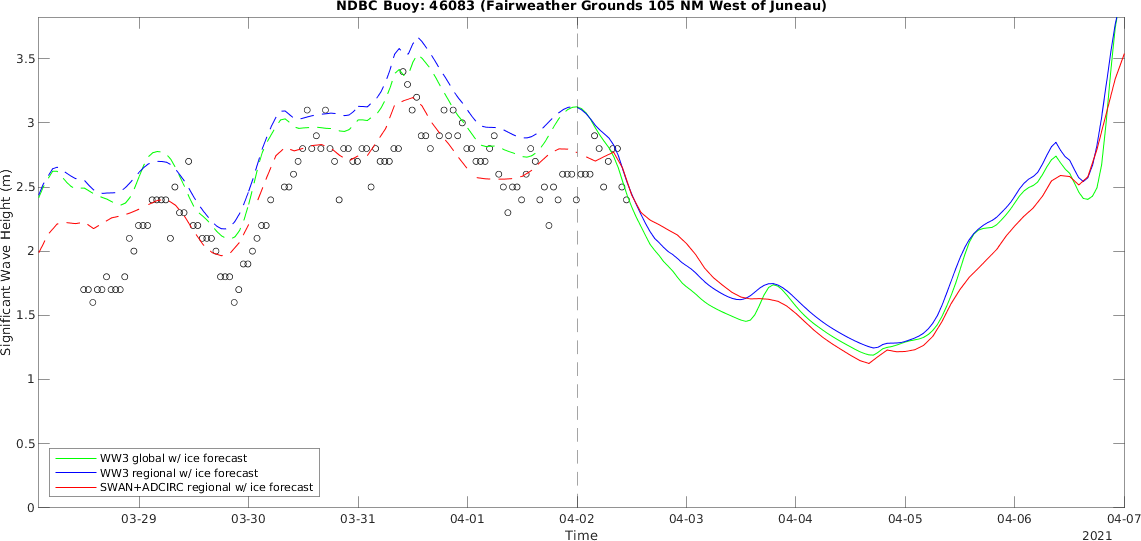 NDBC Buoy: 46083 (Fairweather Grounds 105 NM West of Juneau)
Significant Wave Height (m)
3.5
3
2.5
2
1.5
1
0.5
0
WW3 global w/ ice forecast
WW3 regional w/ ice forecast
SWAN+ADCIRC regional w/ ice forecast
03-29 03-30 03-31 04-01 04-02 04-03 04-04 04-05 04-06 04-07
Time
2021